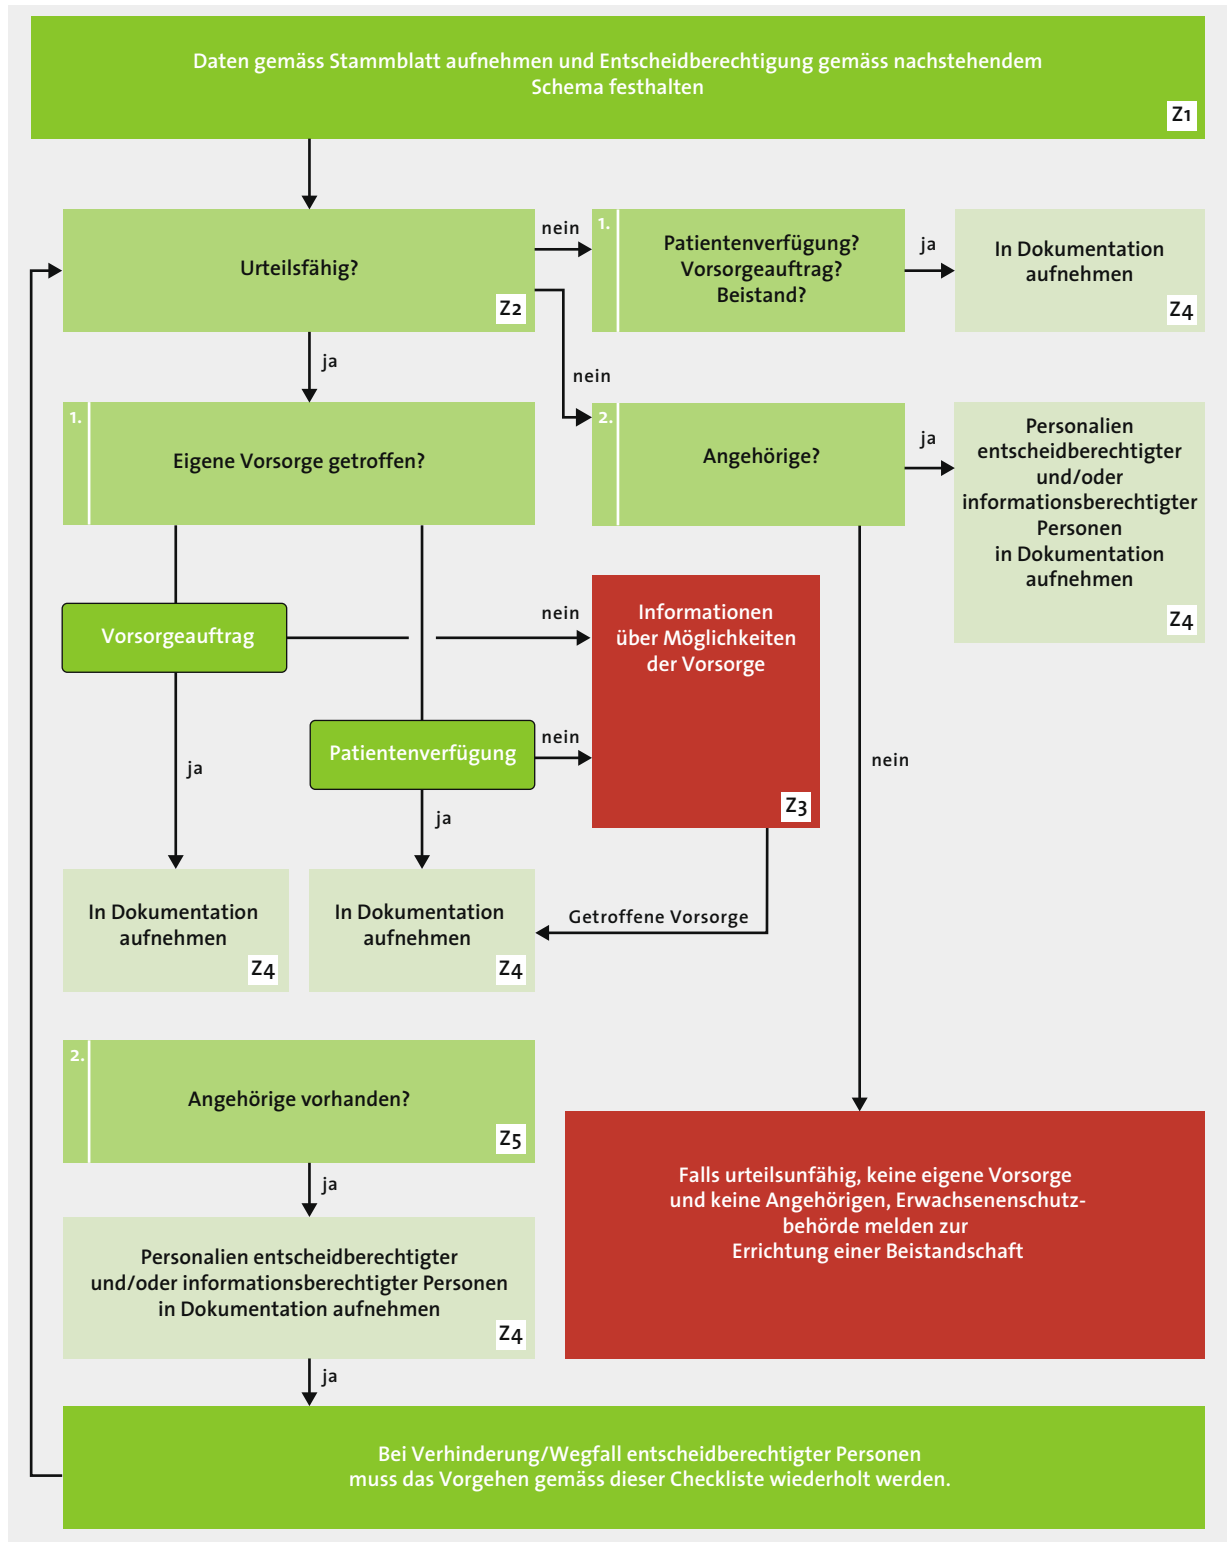 Daten gemäss Stammblatt aufnehmen und Entscheidberechtigung gemäss nachstehendem
Schema festhalten
Z1
Urteilsfähig?
Z2
nein
1.
Patientenverfügung?
Vorsorgeauftrag?
Beistand?
ja
In Dokumentation
aufnehmen
Z4
ja
nein
1.
Eigene Vorsorge getroffen?
2.
Angehörige?
ja
Personalien
entscheidberechtigter
und/oder
informationsberechtigter
Personen
in Dokumentation
aufnehmen
Z4
Vorsorgeauftrag
nein
Informationen
über Möglichkeiten
der Vorsorge
Z3
Patientenverfügung
nein
ja
ja
nein
In Dokumentation
aufnehmen
Z4
In Dokumentation
aufnehmen
Z4
Getroffene Vorsorge
2.
Angehörige vorhanden?
Z5
ja
Personalien entscheidberechtigter
und/oder informationsberechtigter Personen
in Dokumentation aufnehmen
Z4
Falls urteilsunfähig, keine eigene Vorsorge
und keine Angehörigen, Erwachsenenschutz-
behörde melden zur
Errichtung einer Beistandschaft
ja
Bei Verhinderung/Wegfall entscheidberechtigter Personen
muss das Vorgehen gemäss dieser Checkliste wiederholt werden.